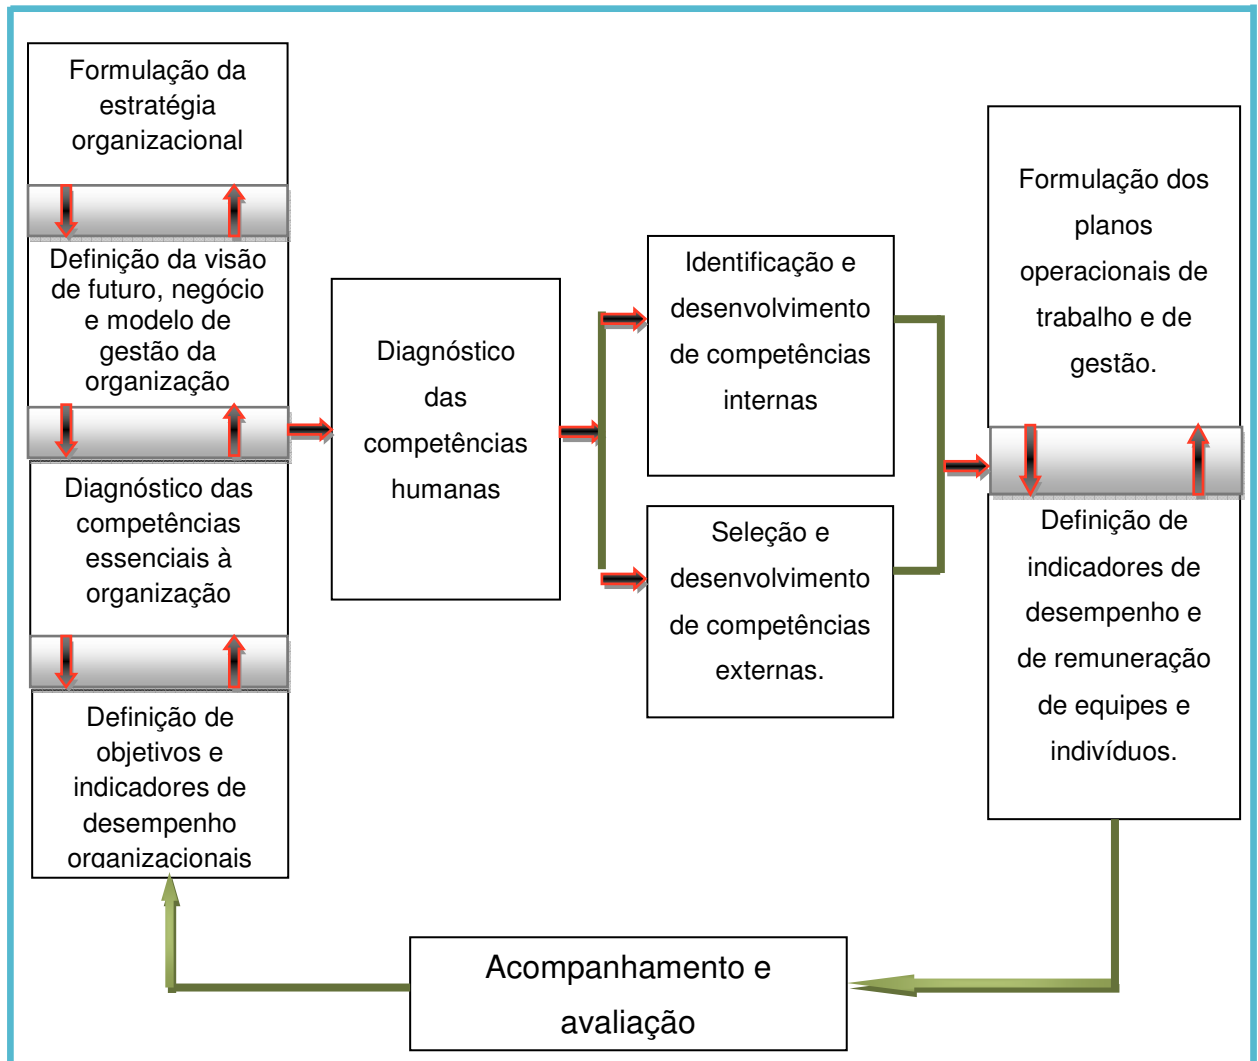 Formulação da
estratégia
organizacional
Definição da visão
de futuro, negócio
e modelo de
gestão da
organização
Diagnóstico das
competências
essenciais à
organização
Definição de
objetivos e
indicadores de
desempenho
organizacionais
Diagnóstico
das
competências
humanas
Identificação e
desenvolvimento
de competências
internas
Seleção e
desenvolvimento
de competências
externas.
Formulação dos
planos
operacionais de
trabalho e de
gestão.
Definição de
indicadores de
desempenho e
de remuneração
de equipes e
indivíduos.
Acompanhamento e
avaliação